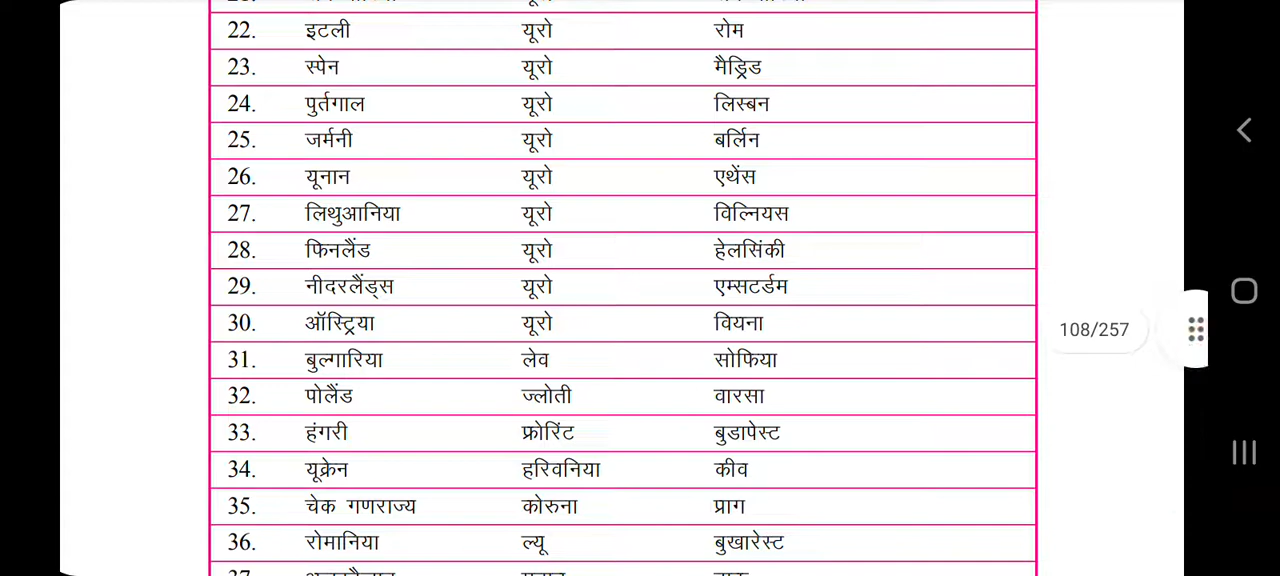 22. इटली यूरो रोम
23. स्पेन यूरो मैड्रिड
24. पुर्तगाल यूरो लिस्बन
25. जर्मनी यूरो बर्लिन
26. यूनान यूरो एथेंस
27. लिथुआनिया यूरो विल्नियस
28. फिनलैंड यूरो हेलसिंकी
29. नीदरलैंड्स यूरो एम्सटर्डम
30. ऑस्ट्रिया यूरो वियना
31. बुल्गारिया लेव सोफिया
32. पोलैंड ज्लोती वारसा
33. हंगरी फ्रोरिंट बुडापेस्ट
34. यूक्रेन हरिवनिया कीव
35. चेक गणराज्य कोरुना प्राग
36. रोमानिया ल्यू बुखारेस्ट
108/257